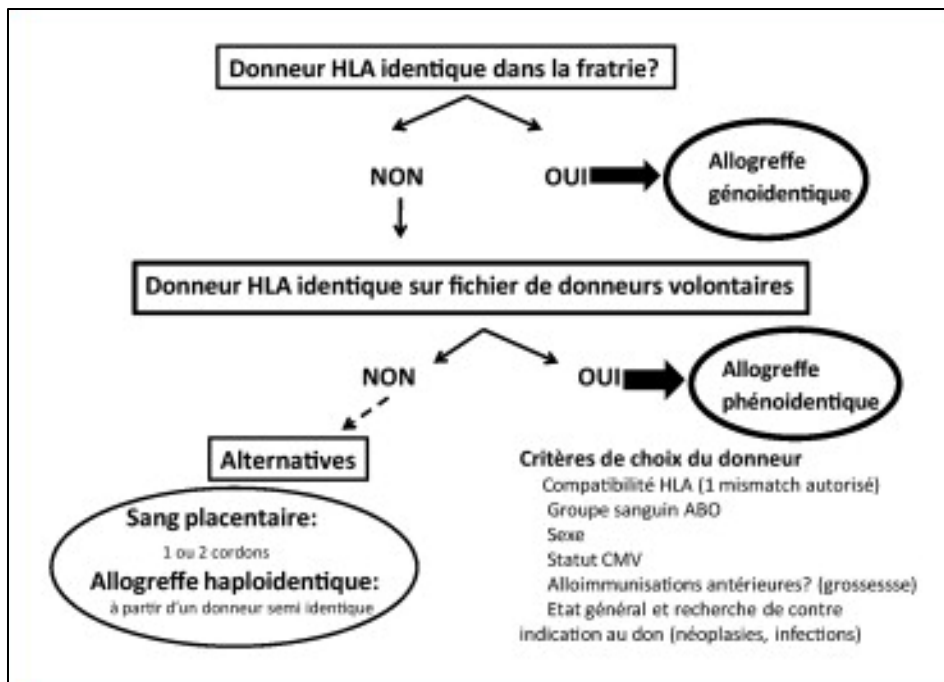 Donneur HLA identique dans la fratrie?
NON
OUI
Allogreffe
génoidentique
Donneur HLA identique sur fichier de donneurs volontaires
NON
OUI
Allogreffe
phénoidentique
Alternatives
Sang placentaire:
1 ou 2 cordons
Allogreffe haploidentique:
à partir d'un donneur semi identique
Critères de choix du donneur
Compatibilité HLA (1 mismatch autorisé)
Groupe sanguin ABO
Sexe
Statut CMV
Alloimmunisations antérieures? (grossessse)
Etat général et recherche de contre
indication au don (néoplasies, infections)